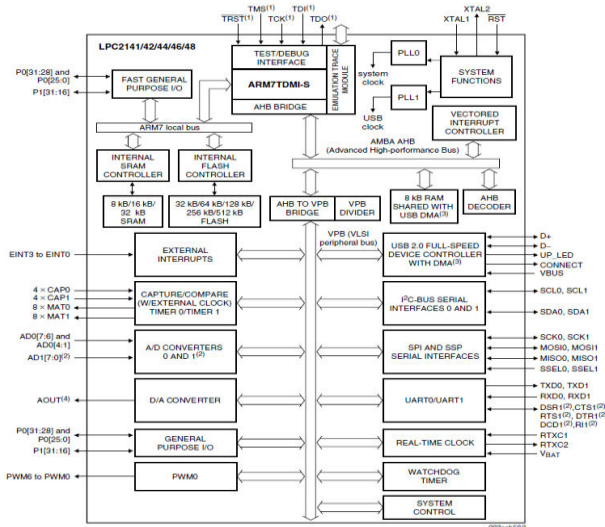 TMS(1) TDI(1) XTAL2
TRST(1) TCK(1) TDO(1) XTAL1 RST
LPC2141/42/44/46/48
P0[31:28] and
P0[25:0]
P1[31:16]
FAST GENERAL
PURPOSE I/O
TEST/DEBUG
INTERFACE
ARM7TDMI-S
AHB BRIDGE
EMULATION TRACE
MODULE
PLL0
system
clock
PLL1
USB
clock
SYSTEM
FUNCTIONS
VECTORED
INTERRUPT
CONTROLLER
ARM7 local bus
AMBA AHB
(Advanced High-performance Bus)
INTERNAL
SRAM
CONTROLLER
INTERNAL
FLASH
CONTROLLER
8 kB/16 kB/
32 kB
SRAM
32 kB/64 kB/128 kB/
256 kB/512 kB
FLASH
AHB TO VPB
BRIDGE
VPB
DIVIDER
8 kB RAM
SHARED WITH
USB DMA(3)
AHB
DECODER
VPB (VLSI
peripheral bus)
EINT3 to EINT0
EXTERNAL
INTERRUPTS
USB 2.0 FULL-SPEED
DEVICE CONTROLLER
WITH DMA(3)
D+
D−
UP_LED
CONNECT
VBUS
4 × CAP0
4 × CAP1
8 × MAT0
8 × MAT1
CAPTURE/COMPARE
(W/EXTERNAL CLOCK)
TIMER 0/TIMER 1
I2C-BUS SERIAL
INTERFACES 0 AND 1
SCL0, SCL1
SDA0, SDA1
AD0[7:6] and
AD0[4:1]
AD1[7:0](2)
A/D CONVERTERS
0 AND 1(2)
SPI AND SSP
SERIAL INTERFACES
SCK0, SCK1
MOSI0, MOSI1
MISO0, MISO1
SSEL0, SSEL1
AOUT(4)
D/A CONVERTER
UART0/UART1
TXD0, TXD1
RXD0, RXD1
DSR1(2),CTS1(2),
RTS1(2), DTR1(2)
DCD1(2),RI1(2)
P0[31:28] and
P0[25:0]
P1[31:16]
GENERAL
PURPOSE I/O
REAL-TIME CLOCK
RTXC1
RTXC2
VBAT
PWM6 to PWM0
PWM0
WATCHDOG
TIMER
SYSTEM
CONTROL